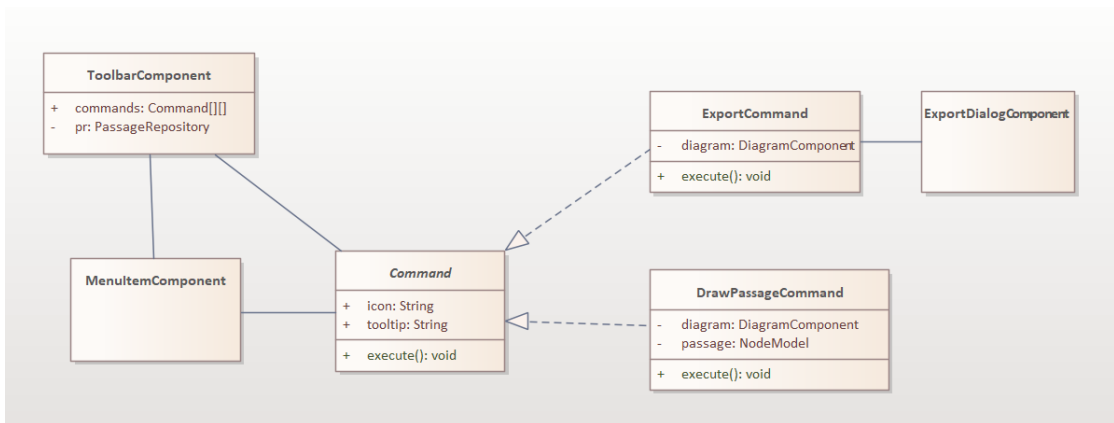 ToolbarComponent
+ commands: Command[][]
- pr: PassageRepository
MenuItemComponent
Command
+ icon: String
+ tooltip: String
+ execute(): void
ExportCommand
- diagram: DiagramComponent
+ execute(): void
ExportDialogComponent
DrawPassageCommand
- diagram: DiagramComponent
- passage: NodeModel
+ execute(): void